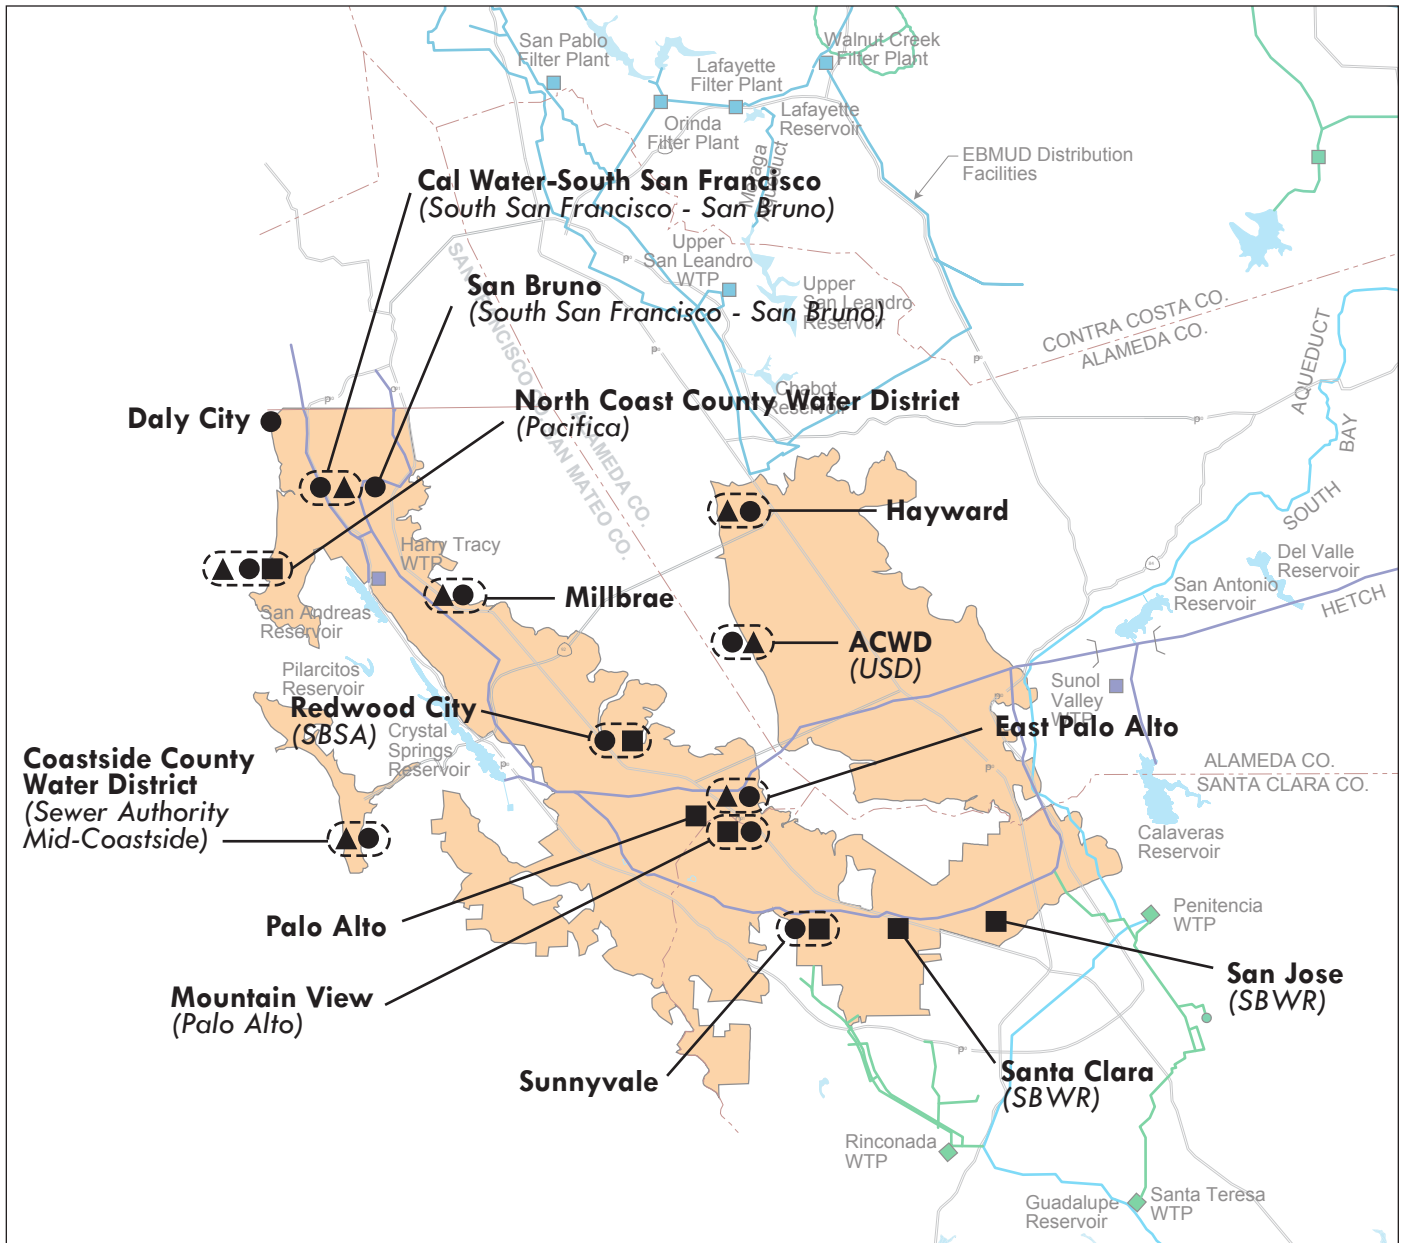 San Pablo
Filter Plant
Walnut Creek
Filter Plant
Lafayette
Filter Plant
Lafayette
Reservoir
Orinda
Filter Plant
Moraga
Aqueduct
EBMUD Distribution
Facilities
Cal Water-South San Francisco
(South San Francisco - San Bruno)
Upper
San Leandro
WTP
San Bruno
(South San Francisco - San Bruno)
Upper
San Leandro
Reservoir
SAN FRANCISCO CO.
ALAMEDA CO.
SAN MATEO CO.
CONTRA COSTA CO.
ALAMEDA CO.
Chabot
Reservoir
North Coast County Water District
(Pacifica)
Daly City
SOUTH
BAY
AQUEDUCT
Hayward
Harry Tracy
WTP
Millbrae
San Andreas
Reservoir
Del Valle
Reservoir
San Antonio
Reservoir
HETCH
ACWD
(USD)
Pilarcitos
Reservoir
Sunol
Valley
WTP
Redwood City
(SBSA)
Crystal
Springs
Reservoir
East Palo Alto
Coastside County
Water District
(Sewer Authority
Mid-Coastside)
ALAMEDA CO.
SANTA CLARA CO.
Calaveras
Reservoir
Palo Alto
Penitencia
WTP
Mountain View
(Palo Alto)
San Jose
(SBWR)
Sunnyvale
Santa Clara
(SBWR)
Rinconada
WTP
Guadalupe
Reservoir
Santa Teresa
WTP